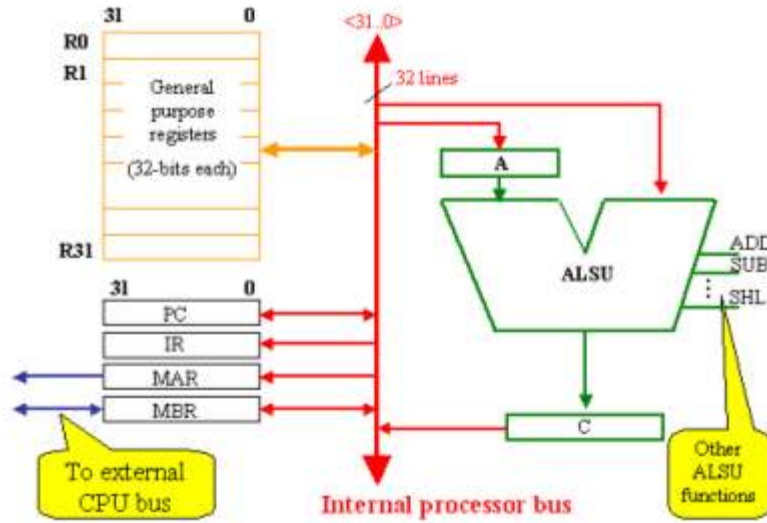 31 0
<31..0>
R0
R1
General
purpose
registers
(32-bits each)
R31
32 lines
A
ALSU
ADD
SUB
SHL
31 0
PC
IR
MAR
MBR
C
To external
CPU bus
Internal processor bus
Other
ALSU
functions